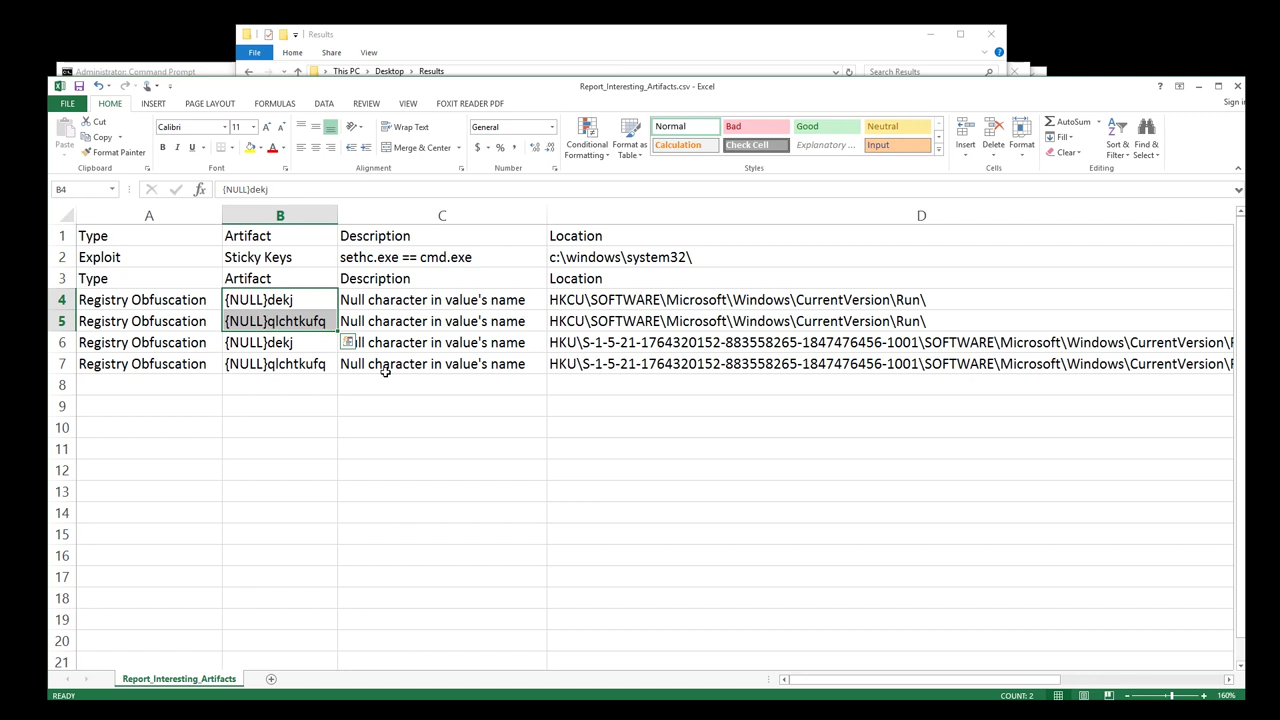 Results
File Home Share View
Administrator: Command Prompt
This PC Desktop Results
Search Results
Report_Interesting_Artifacts.csv - Excel
Sign in
FILE HOME INSERT PAGE LAYOUT FORMULAS DATA REVIEW VIEW FOXIT READER PDF
Paste
Cut
Copy
Format Painter
Clipboard
Calibri 11
B I U
Font
Wrap Text
Merge & Center
Alignment
General
$ % ,
Number
Conditional Formatting
Format as Table
Normal Bad Good Neutral
Calculation Check Cell Explanatory ... Input
Styles
Insert Delete Format
Cells
AutoSum
Fill
Clear
Sort & Filter
Find & Select
Editing
B4 fx {NULL}dekj
A B C D
1 Type Artifact Description Location
2 Exploit Sticky Keys sethc.exe == cmd.exe c:\windows\system32\
3 Type Artifact Description Location
4 Registry Obfuscation {NULL}dekj Null character in value's name HKCU\SOFTWARE\Microsoft\Windows\CurrentVersion\Run\
5 Registry Obfuscation {NULL}qlchtkufq Null character in value's name HKCU\SOFTWARE\Microsoft\Windows\CurrentVersion\Run\
6 Registry Obfuscation {NULL}dekj ull character in value's name HKU\S-1-5-21-1764320152-883558265-1847476456-1001\SOFTWARE\Microsoft\Windows\CurrentVersion\
7 Registry Obfuscation {NULL}qlchtkufq Null character in value's name HKU\S-1-5-21-1764320152-883558265-1847476456-1001\SOFTWARE\Microsoft\Windows\CurrentVersion\
8
9
10
11
12
13
14
15
16
17
18
19
20
21
Report_Interesting_Artifacts
READY COUNT: 2 160%